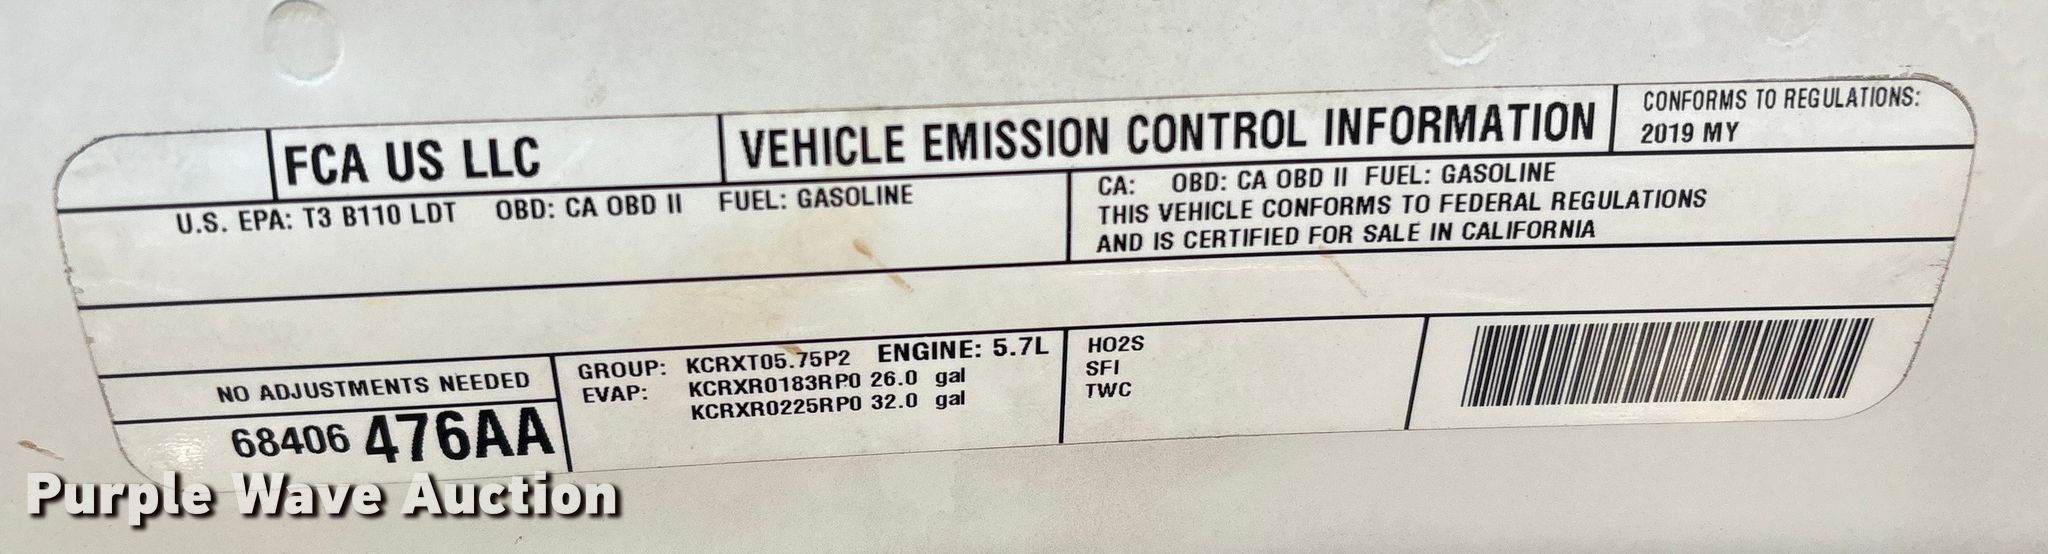 FCA US LLC
VEHICLE EMISSION CONTROL INFORMATION
CONFORMS TO REGULATIONS:
2019 MY
U.S. EPA: T3 B110 LDT OBD: CA OBD II FUEL: GASOLINE
CA: OBD: CA OBD II FUEL: GASOLINE
THIS VEHICLE CONFORMS TO FEDERAL REGULATIONS
AND IS CERTIFIED FOR SALE IN CALIFORNIA
NO ADJUSTMENTS NEEDED
68406 476AA
GROUP: KCRXT05.75P2 ENGINE: 5.7L
EVAP: KCRXR0183RP0 26.0 gal
KCRXR0225RP0 32.0 gal
HO2S
SFI
TWC
Purple Wave Auction